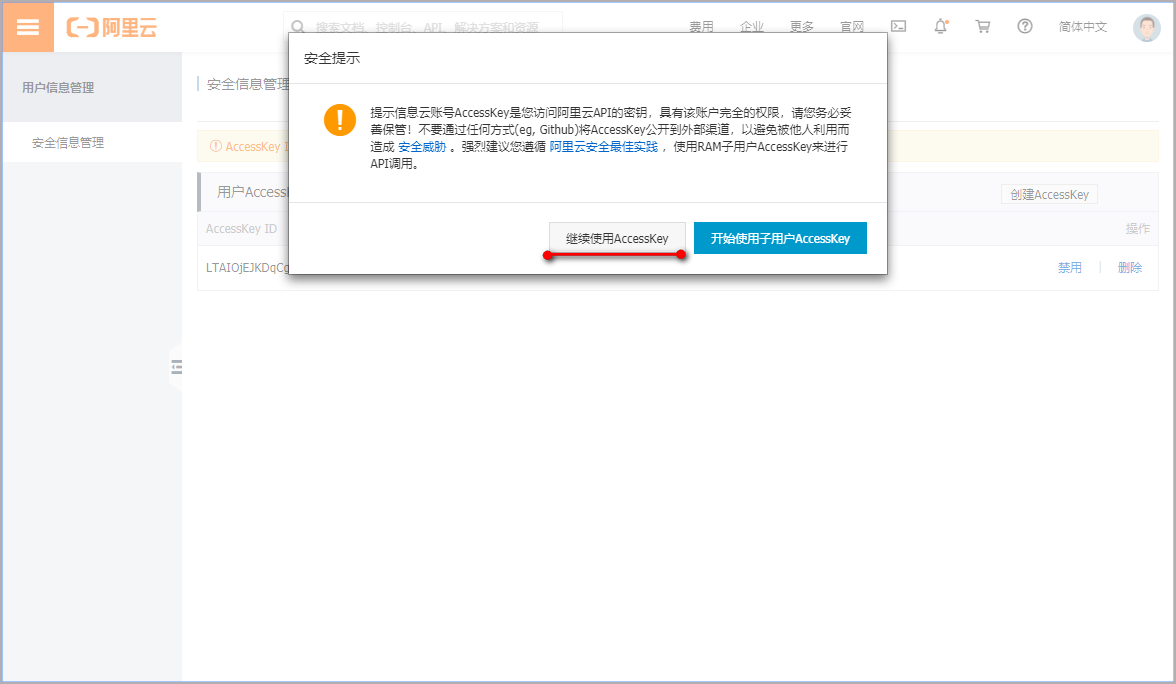 阿里云
搜索文档、控制台、API、解决方案和资源
费用
企业
更多
官网
简体中文
用户信息管理
安全信息管理
安全信息管理
AccessKey I
用户Access
创建AccessKey
AccessKey ID
操作
LTAIOjEJKDqCg
禁用
删除
安全提示
提示信息云账号AccessKey是您访问阿里云API的密钥，具有该账户完全的权限，请您务必妥
善保管！不要通过任何方式(eg, Github)将AccessKey公开到外部渠道，以避免被他人利用而
造成 安全威胁 。强烈建议您遵循 阿里云安全最佳实践 ，使用RAM子用户AccessKey来进行
API调用。
继续使用AccessKey
开始使用子用户AccessKey